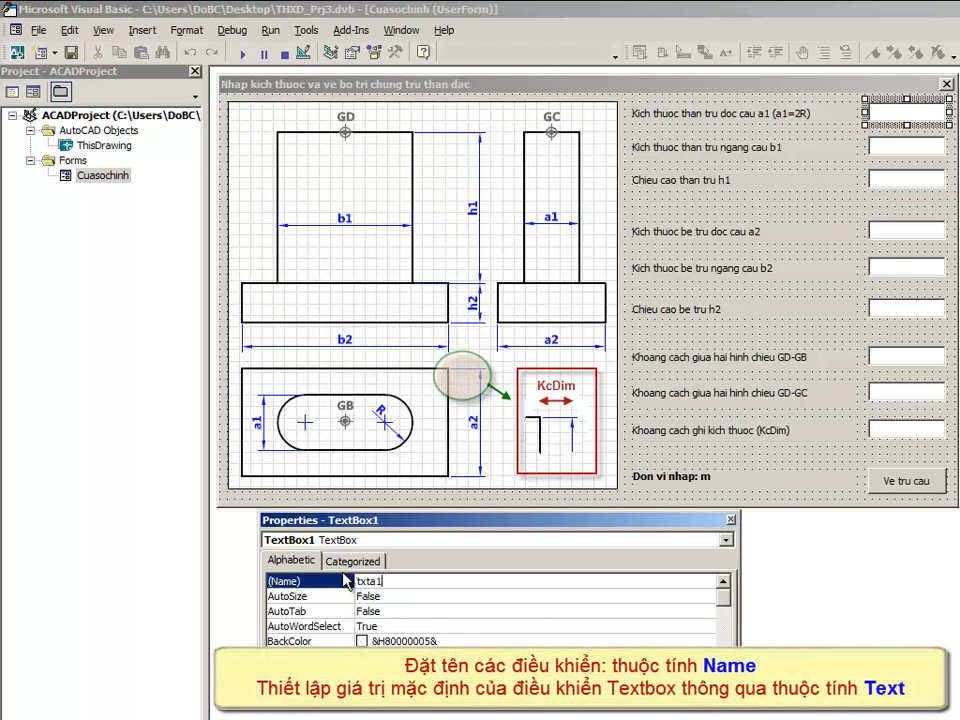 Microsoft Visual Basic - C:\Users\DoBC\Desktop\THXD_Prj3.dvb - [Cuasochinh (UserForm)]
File Edit View Insert Format Debug Run Tools Add-Ins Window Help
Project - ACADProject
ACADProject (C:\Users\DoBC\
AutoCAD Objects
ThisDrawing
Forms
Cuasochinh
Nhap kich thuoc va ve bo tri chung tru than dac
GD
GC
b1
h1
a1
h2
b2
a2
GB
R
a1
a2
KcDim
Kich thuoc than tru doc cau a1 (a1=2R)
Kich thuoc than tru ngang cau b1
Chieu cao than tru h1
Kich thuoc be tru doc cau a2
Kich thuoc be tru ngang cau b2
Chieu cao be tru h2
Khoang cach giua hai hinh chieu GD-GB
Khoang cach giua hai hinh chieu GD-GC
Khoang cach ghi kich thuoc (KcDim)
Don vi nhap: m
Ve tru cau
Properties - TextBox1
TextBox1 TextBox
Alphabetic Categorized
(Name) txta1
AutoSize False
AutoTab False
AutoWordSelect True
BackColor &H80000005&
Đặt tên các điều khiển: thuộc tính Name
Thiết lập giá trị mặc định của điều khiển Textbox thông qua thuộc tính Text